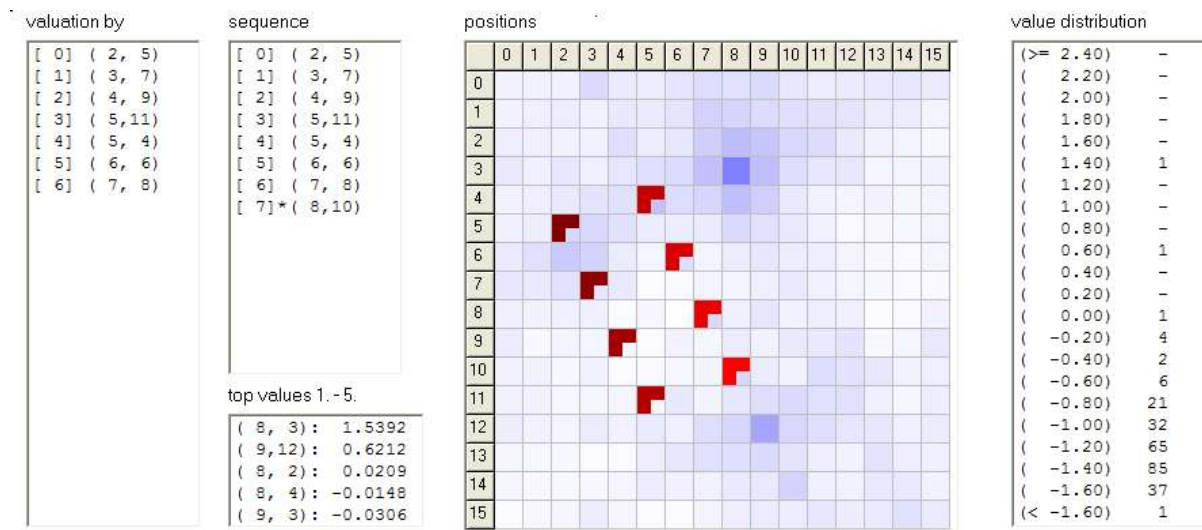 valuation by
[ 0] ( 2, 5)
[ 1] ( 3, 7)
[ 2] ( 4, 9)
[ 3] ( 5,11)
[ 4] ( 5, 4)
[ 5] ( 6, 6)
[ 6] ( 7, 8)
sequence
[ 0] ( 2, 5)
[ 1] ( 3, 7)
[ 2] ( 4, 9)
[ 3] ( 5,11)
[ 4] ( 5, 4)
[ 5] ( 6, 6)
[ 6] ( 7, 8)
[ 7]*( 8,10)
top values 1.-5.
( 8, 3): 1.5392
( 9,12): 0.6212
( 8, 2): 0.0209
( 8, 4): -0.0148
( 9, 3): -0.0306
positions
0 1 2 3 4 5 6 7 8 9 10 11 12 13 14 15
0
1
2
3
4
5
6
7
8
9
10
11
12
13
14
15
value distribution
(>= 2.40) -
( 2.20) -
( 2.00) -
( 1.80) -
( 1.60) -
( 1.40) 1
( 1.20) -
( 1.00) -
( 0.80) -
( 0.60) 1
( 0.40) -
( 0.20) -
( 0.00) 1
( -0.20) 4
( -0.40) 2
( -0.60) 6
( -0.80) 21
( -1.00) 32
( -1.20) 65
( -1.40) 85
( -1.60) 37
(< -1.60) 1